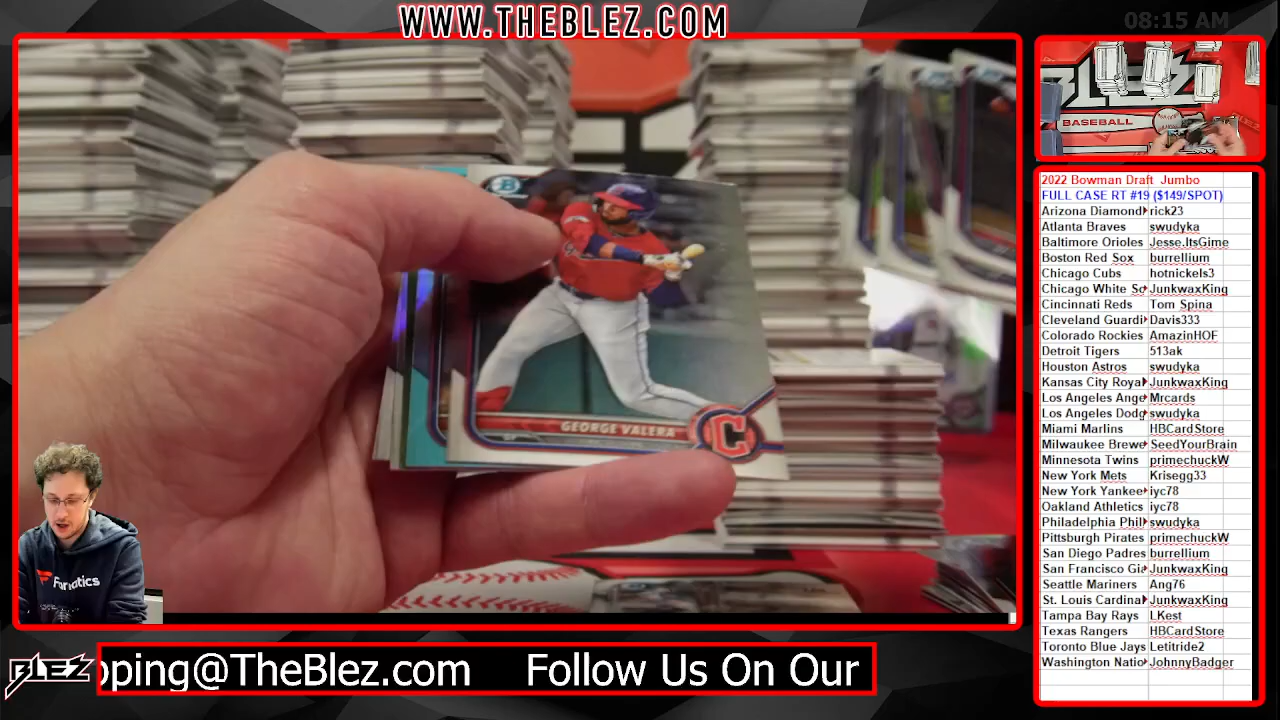 WWW.THEBLEZ.COM
08:15 AM
BLEZ
BASEBALL
GEORGE VALERA
C
Fanatics
2022 Bowman Draft Jumbo
FULL CASE RT #19 ($149/SPOT)
Arizona Diamond rick23
Atlanta Braves swudyka
Baltimore Orioles Jesse.ItsGime
Boston Red Sox burrellium
Chicago Cubs hotnickels3
Chicago White So JunkwaxKing
Cincinnati Reds Tom Spina
Cleveland Guardi Davis333
Colorado Rockies AmazinHOF
Detroit Tigers 513ak
Houston Astros swudyka
Kansas City Royal JunkwaxKing
Los Angeles Ange Mrcards
Los Angeles Dodg swudyka
Miami Marlins HBCardStore
Milwaukee Brewe SeedYourBrain
Minnesota Twins primechuckW
New York Mets Krisegg33
New York Yankee iyc78
Oakland Athletics iyc78
Philadelphia Phil swudyka
Pittsburgh Pirates primechuckW
San Diego Padres burrellium
San Francisco Gia JunkwaxKing
Seattle Mariners Ang76
St. Louis Cardina JunkwaxKing
Tampa Bay Rays LKest
Texas Rangers HBCardStore
Toronto Blue Jays Letitride2
Washington Natio JohnnyBadger
BLEZ
pping@TheBlez.com Follow Us On Our